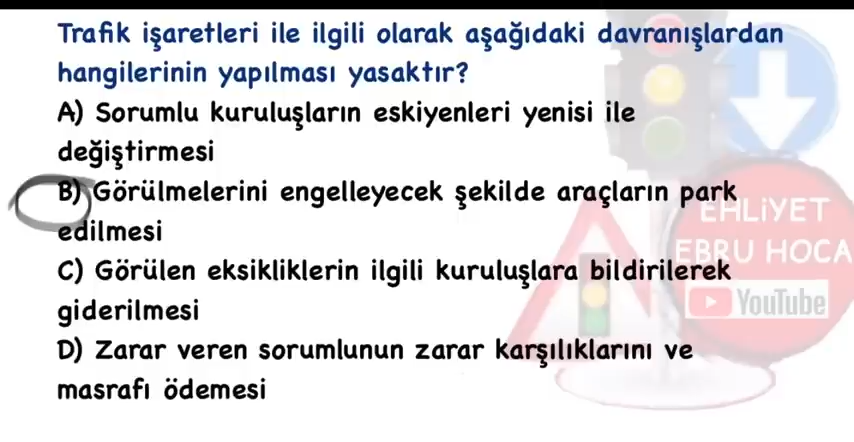 Trafik işaretleri ile ilgili olarak aşağıdaki davranışlardan
hangilerinin yapılması yasaktır?
A) Sorumlu kuruluşların eskiyenleri yenisi ile
değiştirmesi
B) Görülmelerini engelleyecek şekilde araçların park
edilmesi
C) Görülen eksikliklerin ilgili kuruluşlara bildirilerek
giderilmesi
D) Zarar veren sorumlunun zarar karşılıklarını ve
masrafı ödemesi
EHLİYET
EBRU HOCA
YouTube